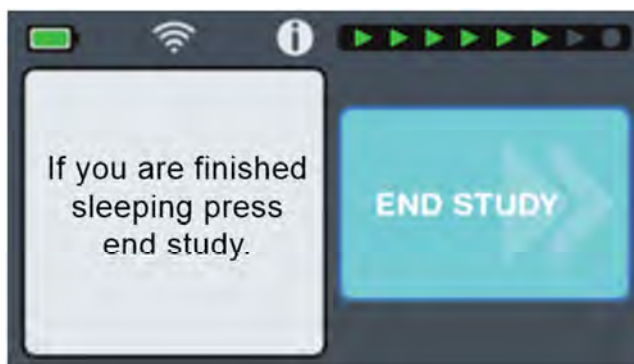 If you are finished
sleeping press
end study.
END STUDY